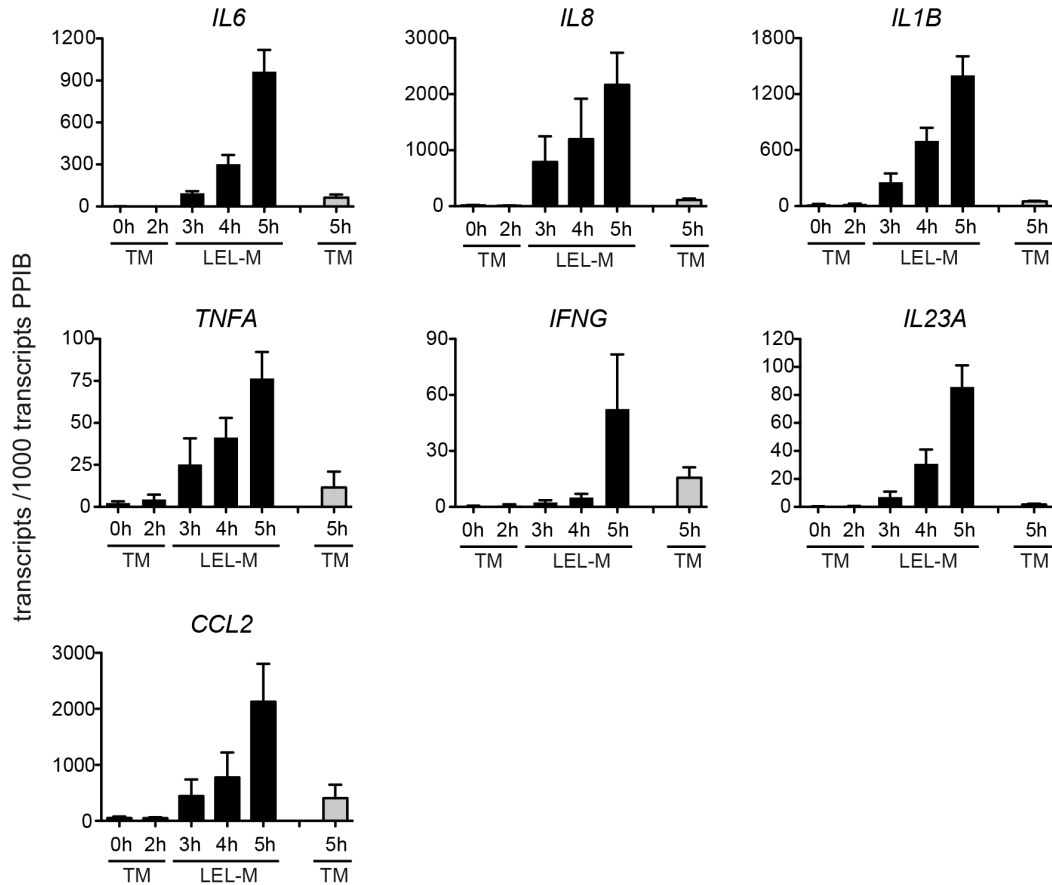 IL6
IL8
IL1B
1200
900
600
300
0
3000
2000
1000
0
1800
1200
600
0
0h 2h 3h 4h 5h 5h
TM LEL-M TM
0h 2h 3h 4h 5h 5h
TM LEL-M TM
0h 2h 3h 4h 5h 5h
TM LEL-M TM
transcripts /1000 transcripts PPIB
TNFA
IFNG
IL23A
100
75
50
25
0
90
60
30
0
120
100
80
60
40
20
0
0h 2h 3h 4h 5h 5h
TM LEL-M TM
0h 2h 3h 4h 5h 5h
TM LEL-M TM
0h 2h 3h 4h 5h 5h
TM LEL-M TM
CCL2
3000
2000
1000
0
0h 2h 3h 4h 5h 5h
TM LEL-M TM